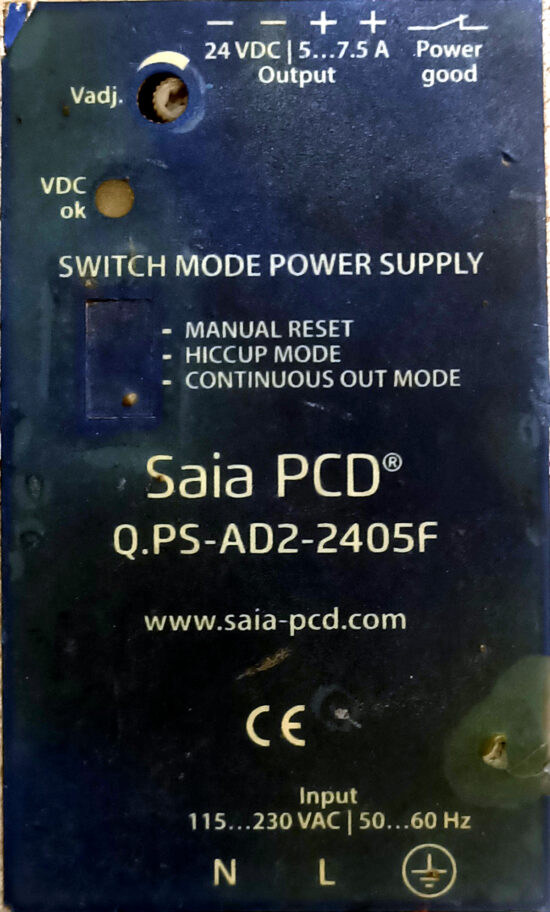 − − + +
24 VDC | 5...7.5 A Power
Output good
Vadj.
VDC
ok
SWITCH MODE POWER SUPPLY
- MANUAL RESET
- HICCUP MODE
- CONTINUOUS OUT MODE
Saia PCD®
Q.PS-AD2-2405F
www.saia-pcd.com
CE
Input
115...230 VAC | 50...60 Hz
N L